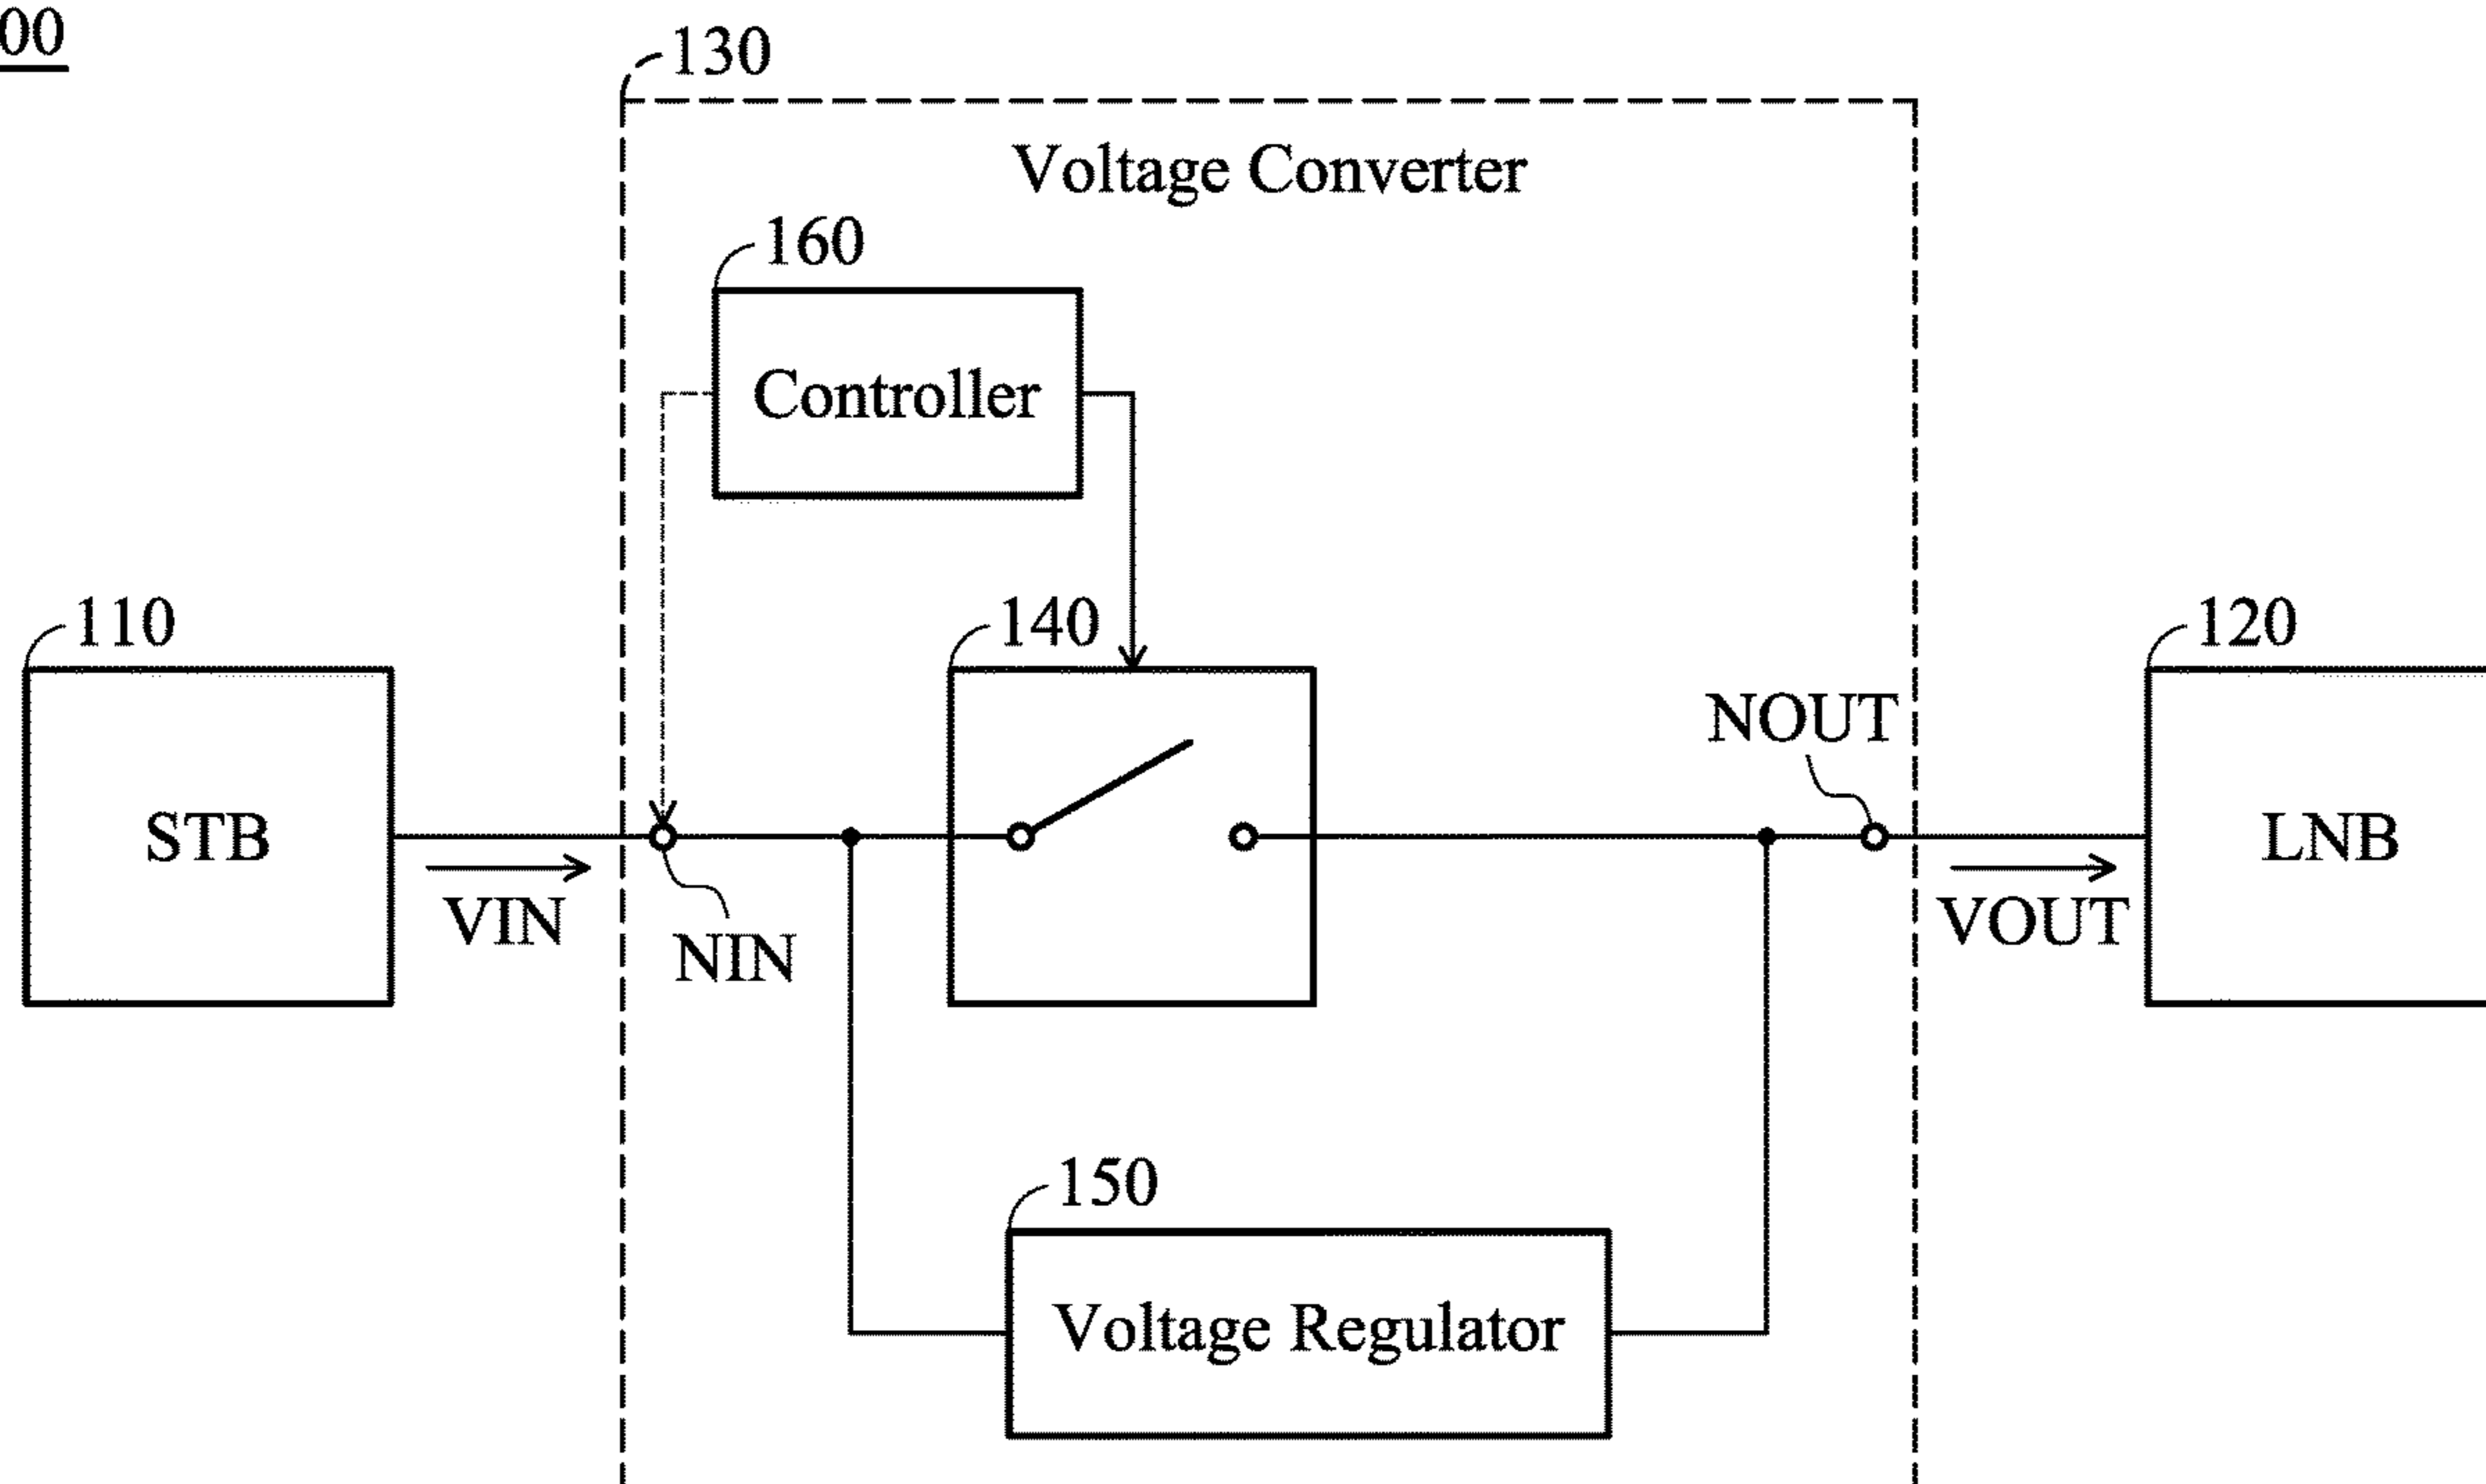 00
130
Voltage Converter
160
Controller
110
140
120
NOUT
STB
LNB
VIN
NIN
VOUT
150
Voltage Regulator